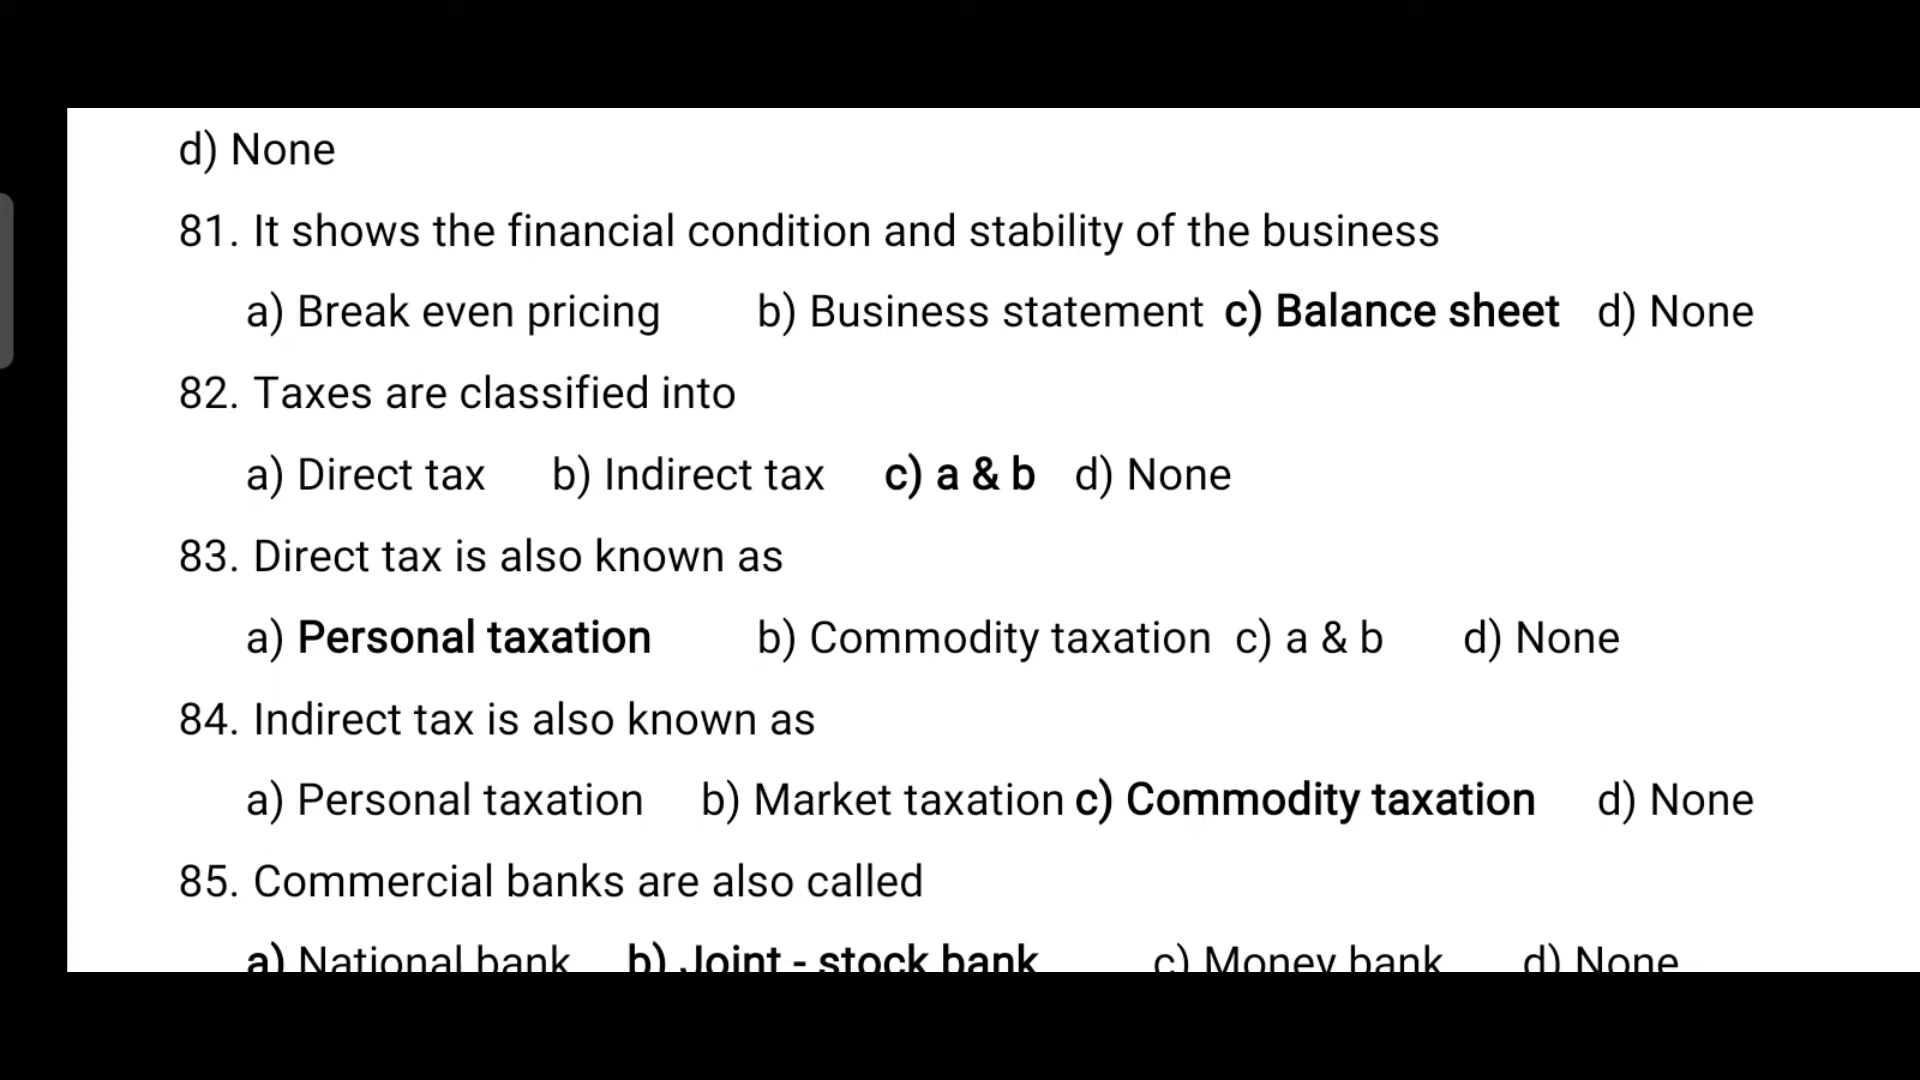 d) None
81. It shows the financial condition and stability of the business
a) Break even pricing b) Business statement c) Balance sheet d) None
82. Taxes are classified into
a) Direct tax b) Indirect tax c) a & b d) None
83. Direct tax is also known as
a) Personal taxation b) Commodity taxation c) a & b d) None
84. Indirect tax is also known as
a) Personal taxation b) Market taxation c) Commodity taxation d) None
85. Commercial banks are also called
a) National bank b) Joint - stock bank c) Money bank d) None